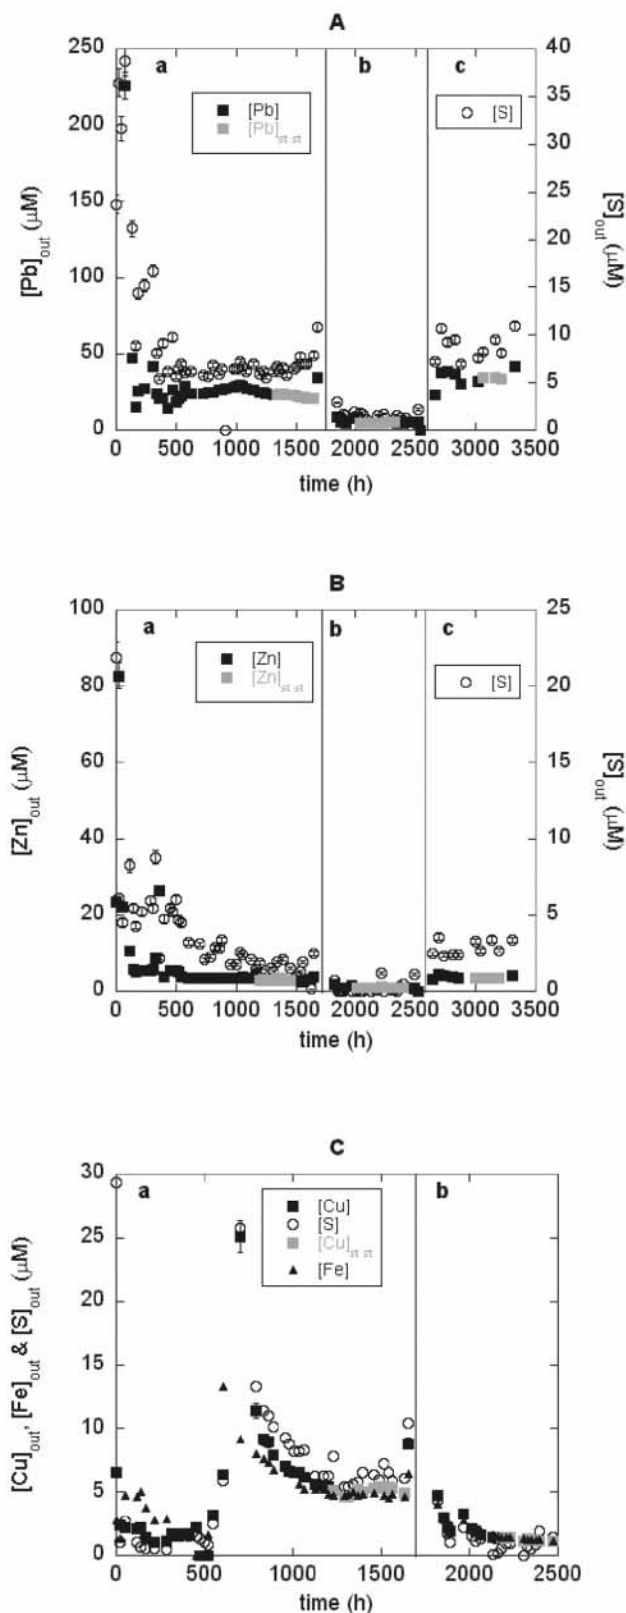 A
a
b
c
250
200
150
100
50
0
[Pb]out (µM)
[Pb]
[Pb]st st
[S]
40
35
30
25
20
15
10
5
0
[S]out (µM)
0 500 1000 1500 2000 2500 3000 3500
time (h)
B
a
b
c
100
80
60
40
20
0
[Zn]out (µM)
[Zn]
[Zn]st st
[S]
25
20
15
10
5
0
[S]out (µM)
0 500 1000 1500 2000 2500 3000 3500
time (h)
C
a
b
30
25
20
15
10
5
0
[Cu]out, [Fe]out & [S]out (µM)
[Cu]
[S]
[Cu]st st
[Fe]
0 500 1000 1500 2000 2500
time (h)